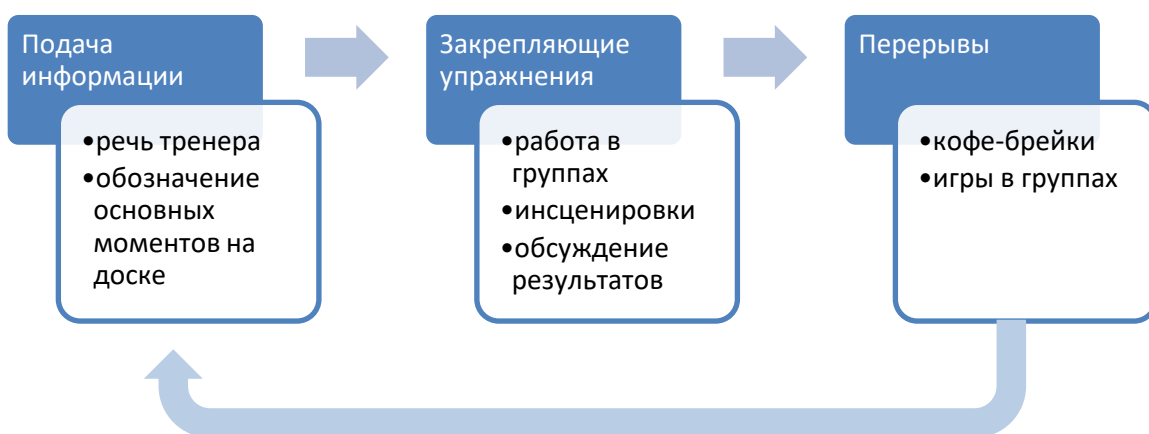 Подача
информации
•речь тренера
•обозначение
основных
моментов на
доске
Закрепляющие
упражнения
•работа в
группах
•инсценировки
•обсуждение
результатов
Перерывы
•кофе-брейки
•игры в группах